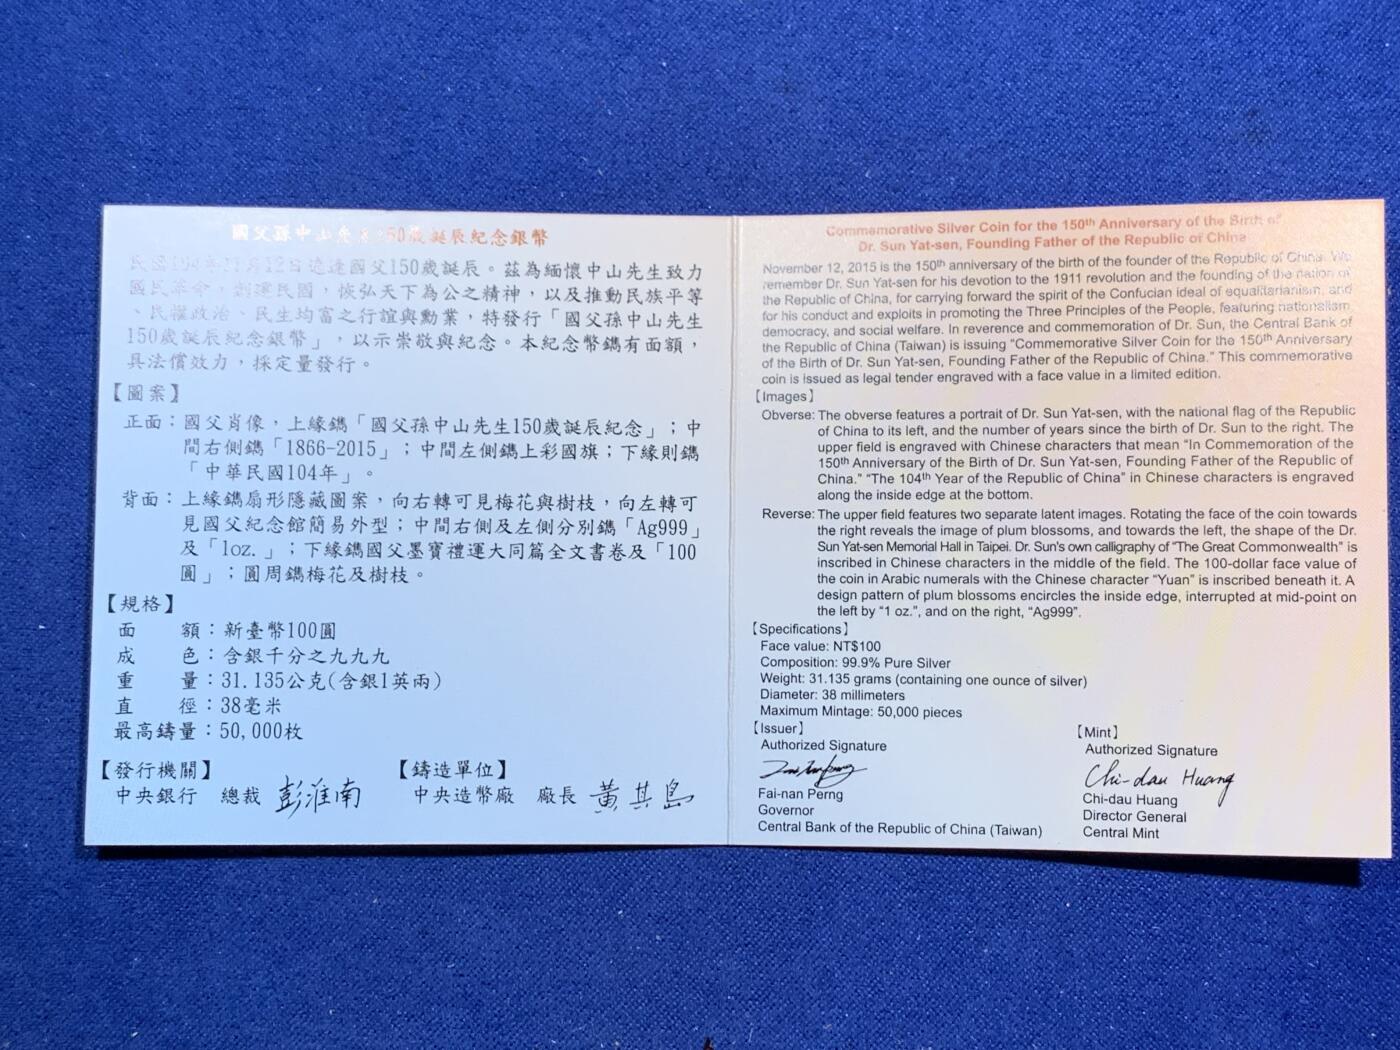 國父孫中山先生150歲誕辰紀念銀幣
民國104年11月12日適逢國父150歲誕辰。茲為緬懷中山先生致力
國民革命，創建民國，恢弘天下為公之精神，以及推動民族平等
、民權政治、民生均富之行誼與勳業，特發行「國父孫中山先生
150歲誕辰紀念銀幣」，以示崇敬與紀念。本紀念幣鐫有面額，
具法償效力，採定量發行。
【圖案】
正面：國父肖像，上緣鐫「國父孫中山先生150歲誕辰紀念」；中
間右側鐫「1866-2015」；中間左側鐫上彩國旗；下緣則鐫
「中華民國104年」。
背面：上緣鐫扇形隱藏圖案，向右轉可見梅花與樹枝，向左轉可
見國父紀念館簡易外型；中間右側及左側分別鐫「Ag999」
及「1oz.」；下緣鐫國父墨寶禮運大同篇全文書卷及「100
圓」；圓周鐫梅花及樹枝。
【規格】
面 額：新臺幣100圓
成 色：含銀千分之九九九
重 量：31.135公克(含銀1英兩)
直 徑：38毫米
最高鑄量：50,000枚
【發行機關】 【鑄造單位】
中央銀行 總裁 彭淮南 中央造幣廠 廠長 黃其島
Commemorative Silver Coin for the 150th Anniversary of the Birth of
Dr. Sun Yat-sen, Founding Father of the Republic of China
November 12, 2015 is the 150th anniversary of the birth of the founder of the Republic of China. We
remember Dr. Sun Yat-sen for his devotion to the 1911 revolution and the founding of the nation of
the Republic of China, for carrying forward the spirit of the Confucian ideal of equalitarianism, and
for his conduct and exploits in promoting the Three Principles of the People, featuring nationalism,
democracy, and social welfare. In reverence and commemoration of Dr. Sun, the Central Bank of
the Republic of China (Taiwan) is issuing “Commemorative Silver Coin for the 150th Anniversary
of the Birth of Dr. Sun Yat-sen, Founding Father of the Republic of China.” This commemorative
coin is issued as legal tender engraved with a face value in a limited edition.
【Images】
Obverse: The obverse features a portrait of Dr. Sun Yat-sen, with the national flag of the Republic
of China to its left, and the number of years since the birth of Dr. Sun to the right. The
upper field is engraved with Chinese characters that mean “In Commemoration of the
150th Anniversary of the Birth of Dr. Sun Yat-sen, Founding Father of the Republic of
China.” “The 104th Year of the Republic of China” in Chinese characters is engraved
along the inside edge at the bottom.
Reverse: The upper field features two separate latent images. Rotating the face of the coin towards
the right reveals the image of plum blossoms, and towards the left, the shape of the Dr.
Sun Yat-sen Memorial Hall in Taipei. Dr. Sun's own calligraphy of “The Great Commonwealth” is
inscribed in Chinese characters in the middle of the field. The 100-dollar face value of
the coin in Arabic numerals with the Chinese character “Yuan” is inscribed beneath it. A
design pattern of plum blossoms encircles the inside edge, interrupted at mid-point on
the left by “1 oz.”, and on the right, “Ag999”.
【Specifications】
Face value: NT$100
Composition: 99.9% Pure Silver
Weight: 31.135 grams (containing one ounce of silver)
Diameter: 38 millimeters
Maximum Mintage: 50,000 pieces
【Issuer】 【Mint】
Authorized Signature Authorized Signature
Chi-dau Huang
Fai-nan Perng Chi-dau Huang
Governor Director General
Central Bank of the Republic of China (Taiwan) Central Mint